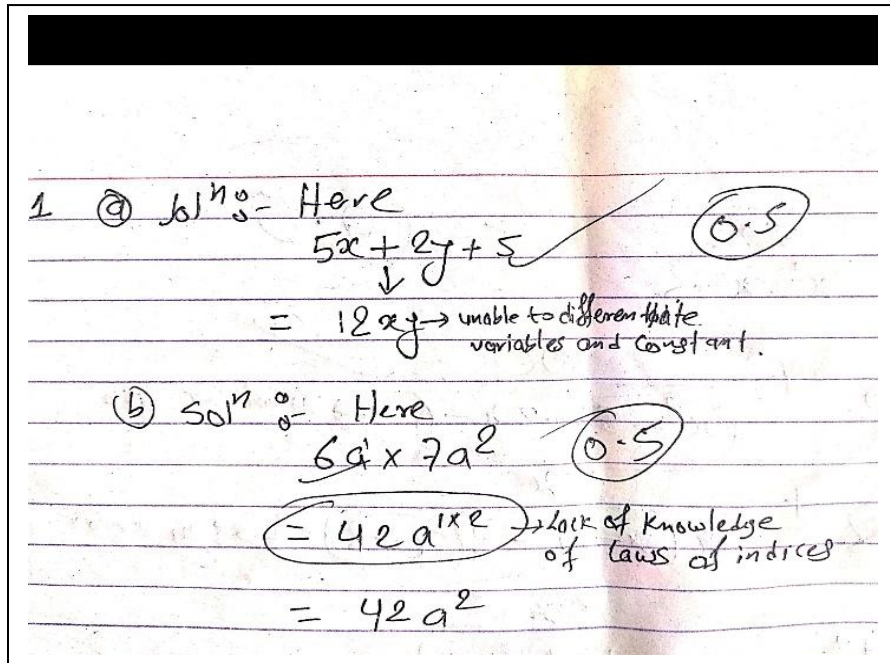 1 ⓐ Solⁿ :- Here
5x + 2y + 5 0.5
↓
= 12xy → unable to differentiate
variables and constant.
ⓑ Solⁿ :- Here
6a¹ × 7a² 0.5
= 42a¹ˣ² → Lack of knowledge
of laws of indices
= 42a²